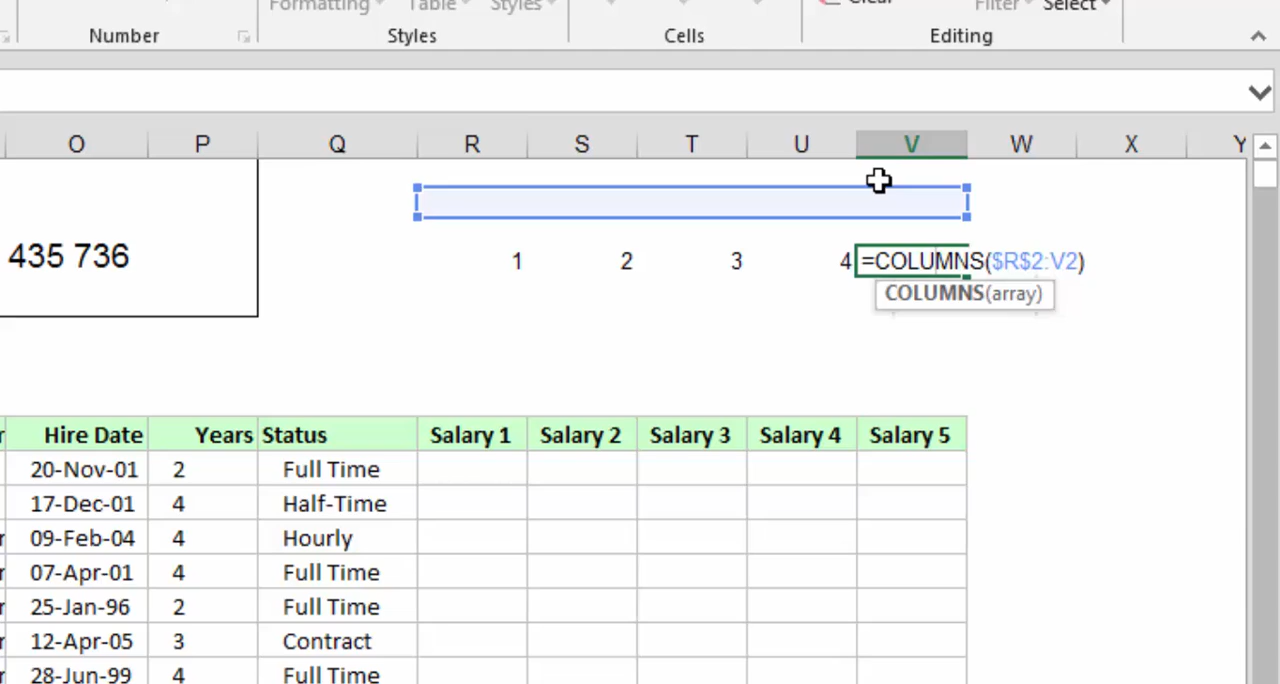 Formatting Table Styles Clear Filter Select
Number Styles Cells Editing
O P Q R S T U V W X Y
435 736 1 2 3 4 =COLUMNS($R$2:V2)
COLUMNS(array)
Hire Date Years Status Salary 1 Salary 2 Salary 3 Salary 4 Salary 5
20-Nov-01 2 Full Time
17-Dec-01 4 Half-Time
09-Feb-04 4 Hourly
07-Apr-01 4 Full Time
25-Jan-96 2 Full Time
12-Apr-05 3 Contract
28-Jun-99 4 Full Time